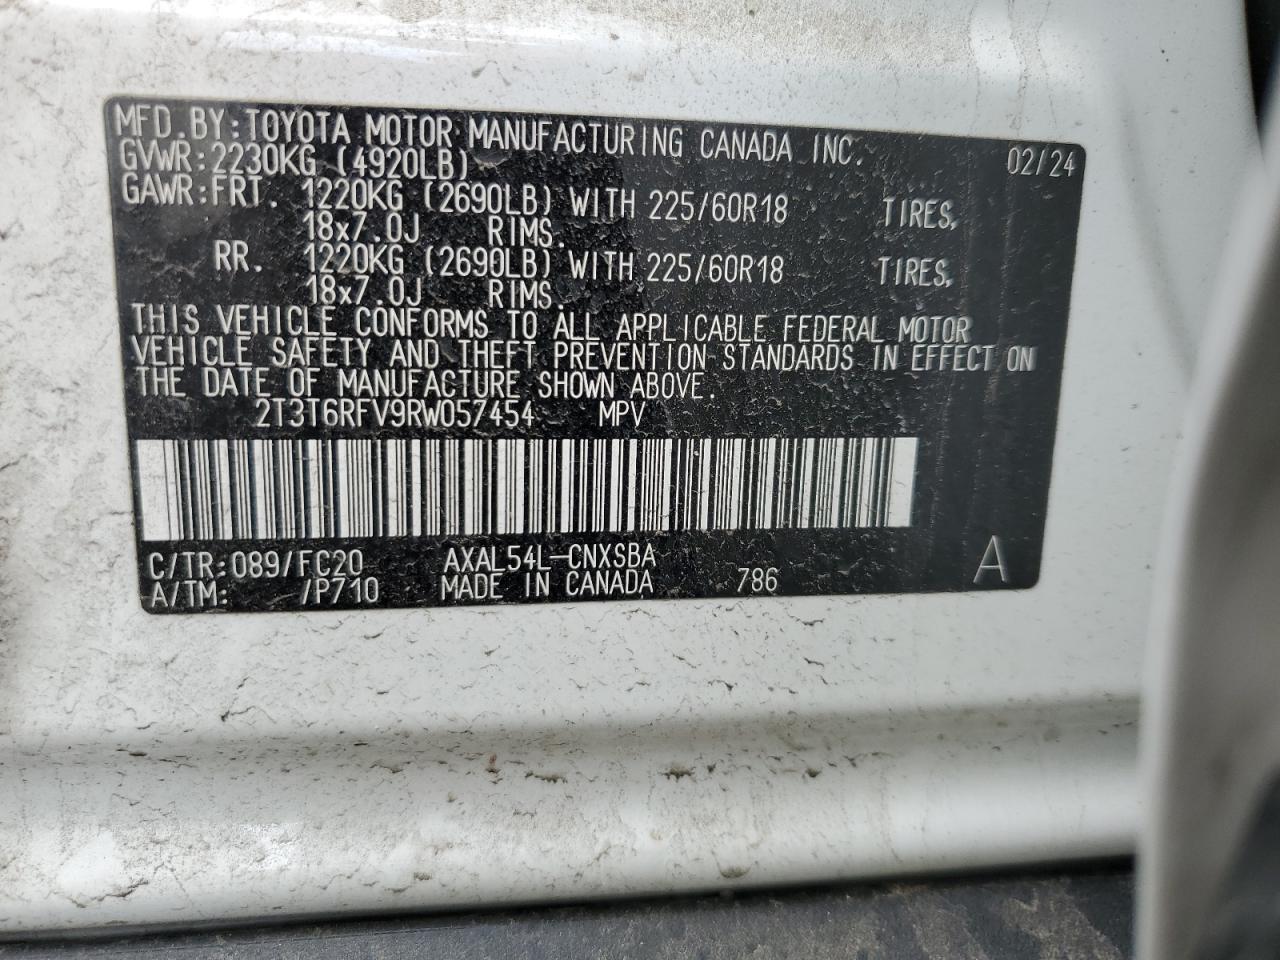 MFD.BY:TOYOTA MOTOR MANUFACTURING CANADA INC. 02/24
GVWR:2230KG (4920LB)
GAWR:FRT. 1220KG (2690LB) WITH 225/60R18 TIRES,
18x7.0J RIMS.
RR. 1220KG (2690LB) WITH 225/60R18 TIRES,
18x7.0J RIMS.
THIS VEHICLE CONFORMS TO ALL APPLICABLE FEDERAL MOTOR
VEHICLE SAFETY AND THEFT PREVENTION STANDARDS IN EFFECT ON
THE DATE OF MANUFACTURE SHOWN ABOVE.
2T3T6RFV9RW057454 MPV
C/TR:089/FC20 AXAL54L-CNXSBA
A/TM: /P710 MADE IN CANADA 786 A